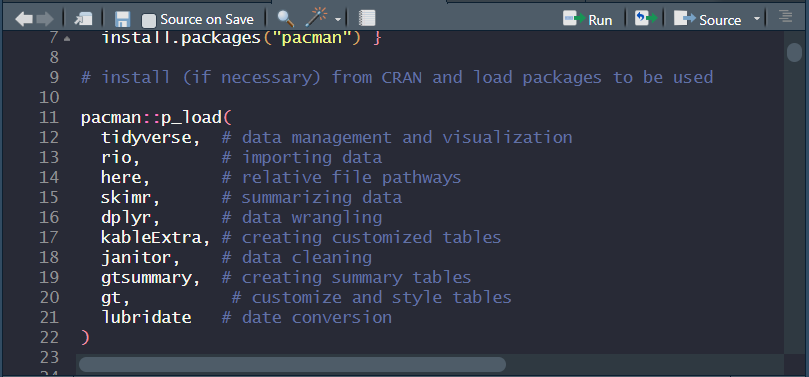 Source on Save Run Source
7 install.packages("pacman") }
8
9 # install (if necessary) from CRAN and load packages to be used
10
11 pacman::p_load(
12   tidyverse,  # data management and visualization
13   rio,        # importing data
14   here,       # relative file pathways
15   skimr,      # summarizing data
16   dplyr,      # data wrangling
17   kableExtra, # creating customized tables
18   janitor,    # data cleaning
19   gtsummary,  # creating summary tables
20   gt,          # customize and style tables
21   lubridate   # date conversion
22 )
23